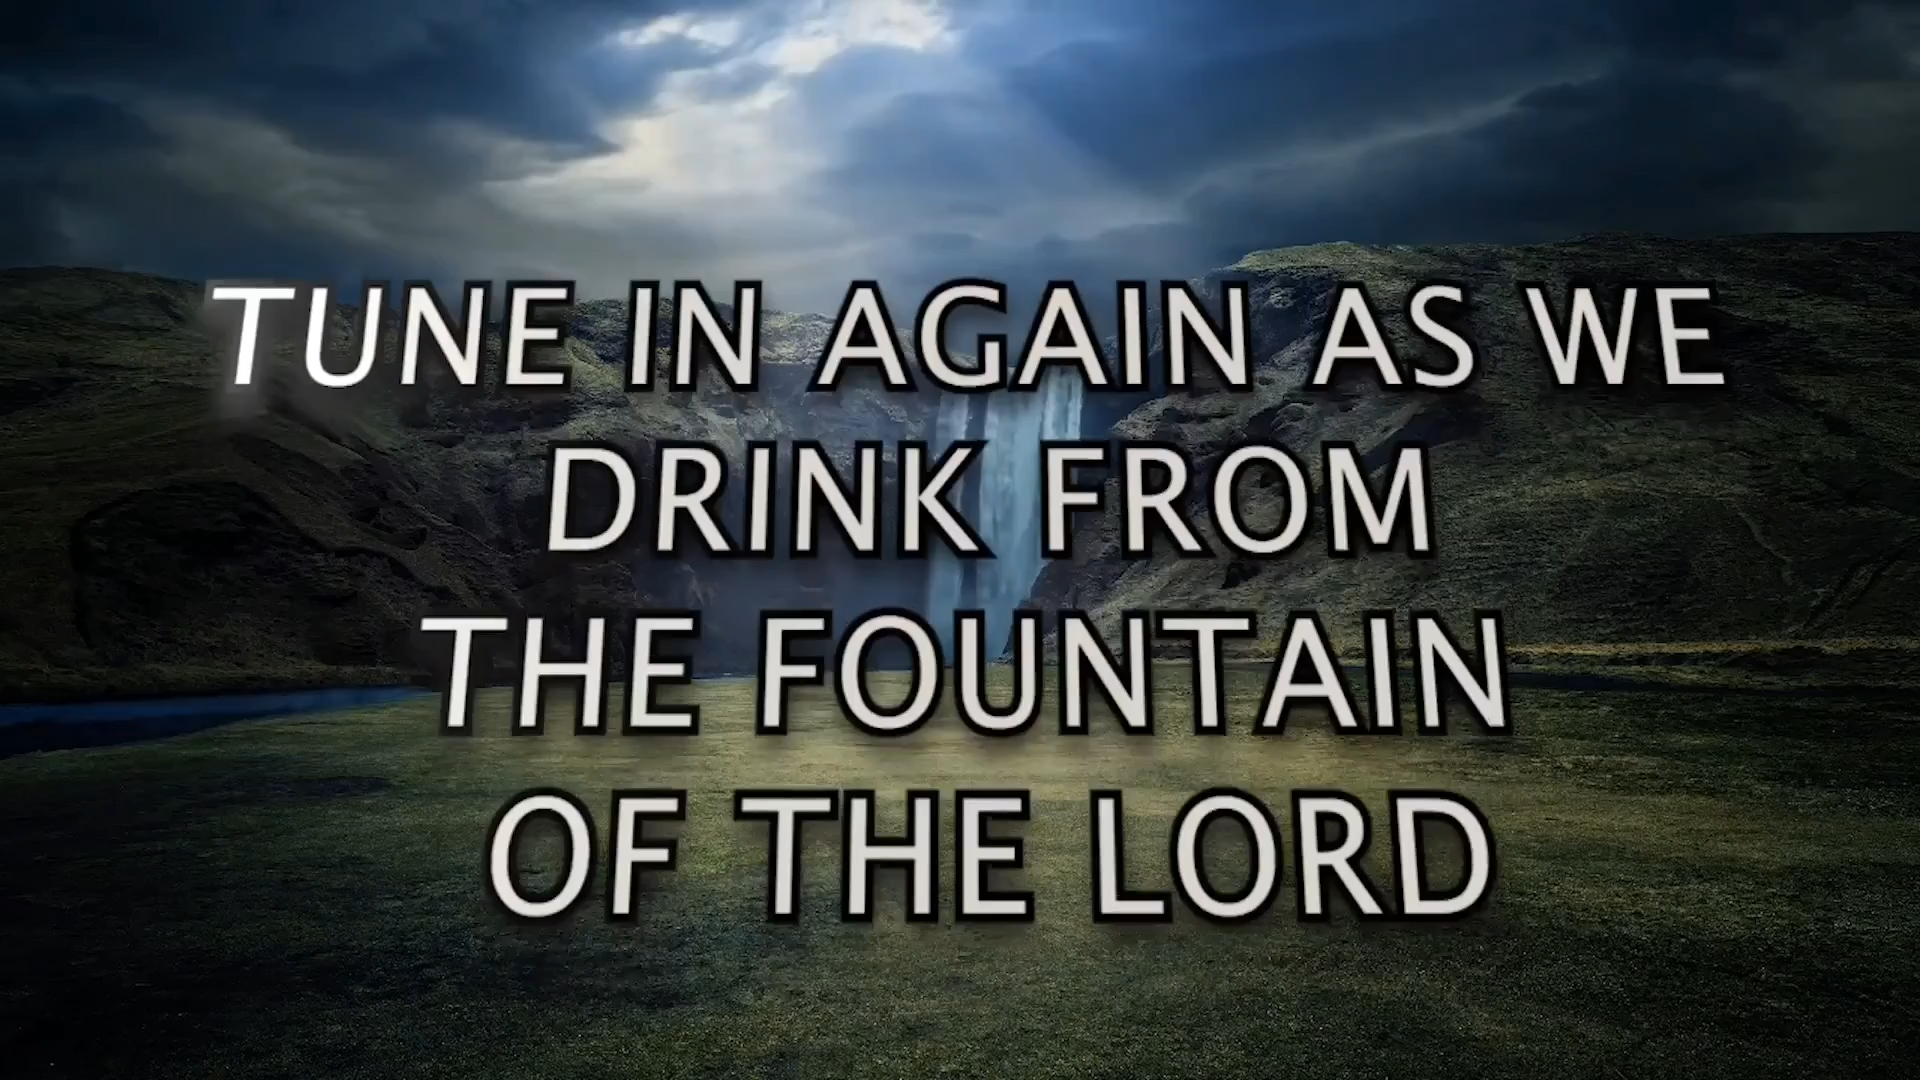 TUNE IN AGAIN AS WE
DRINK FROM
THE FOUNTAIN
OF THE LORD